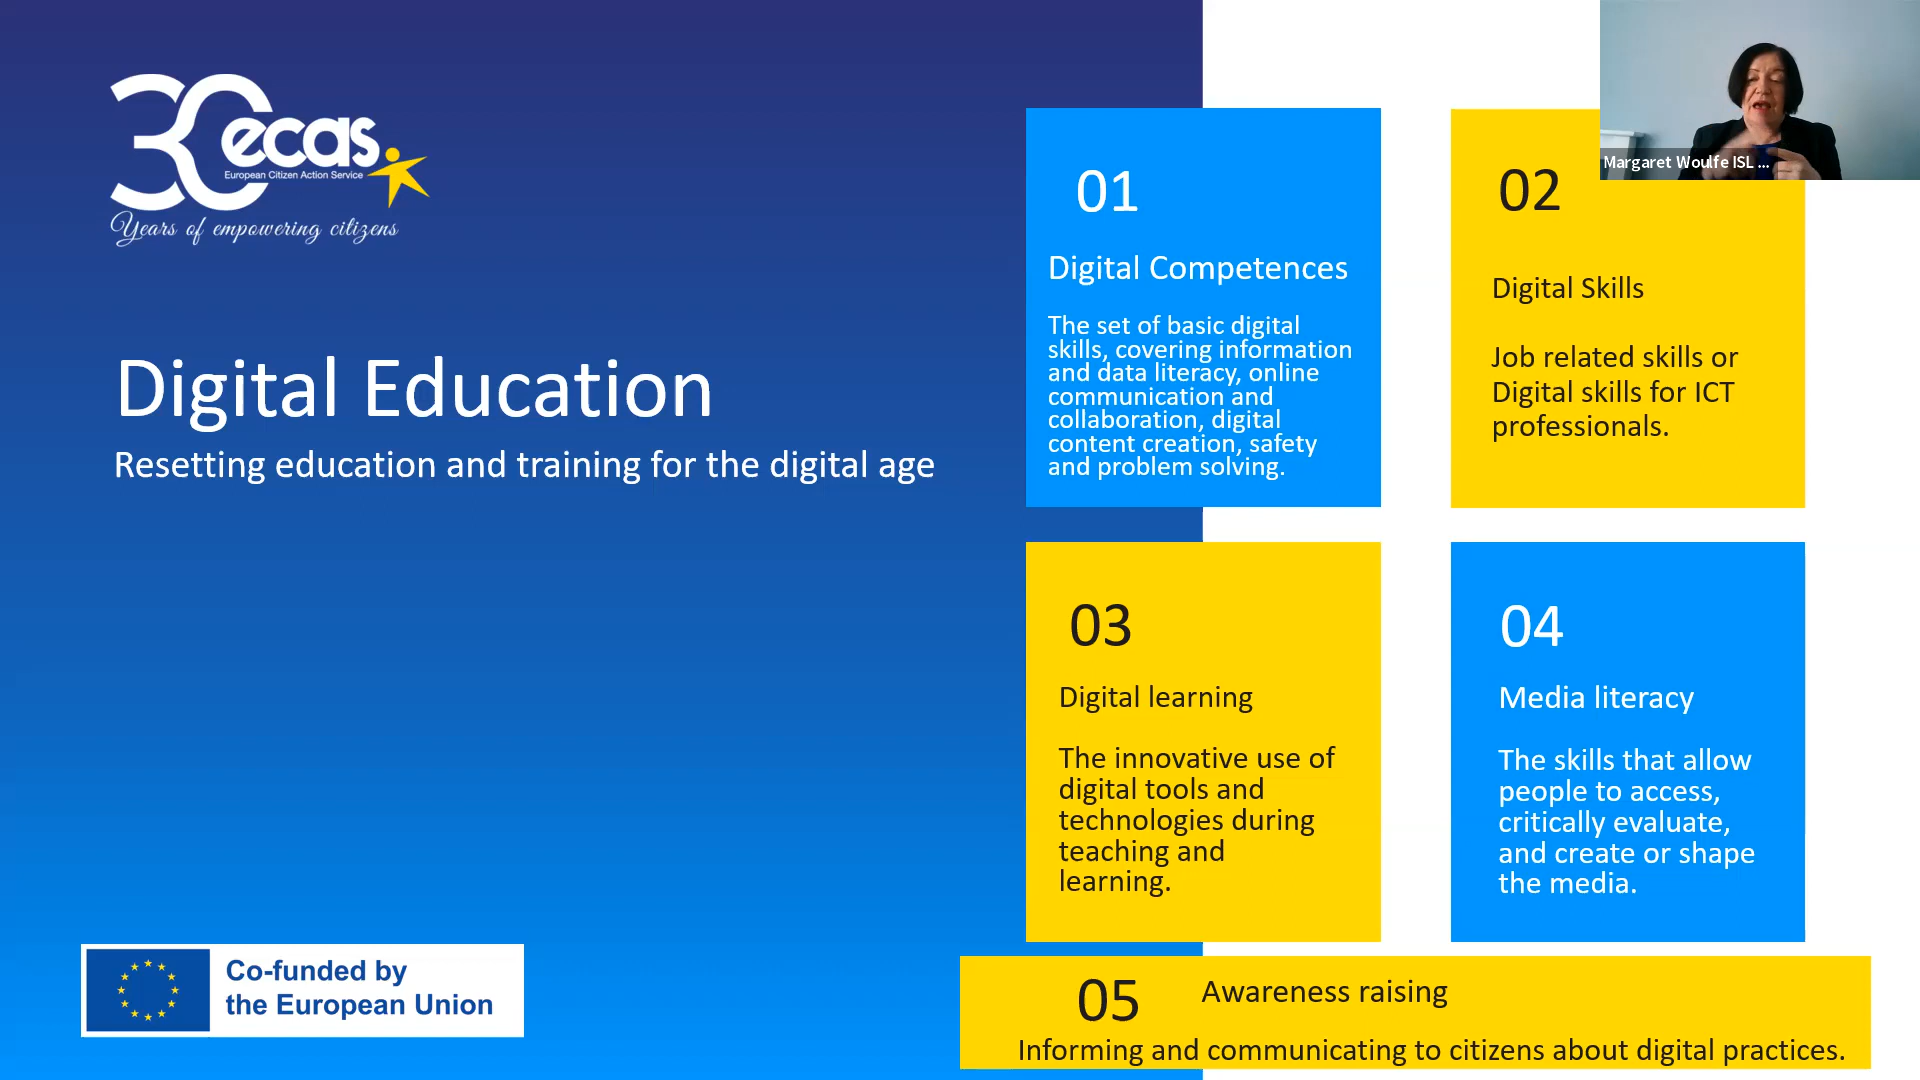 30
ecas
European Citizen Action Service
Years of empowering citizens
Digital Education
Resetting education and training for the digital age
Co-funded by
the European Union
01
Digital Competences
The set of basic digital
skills, covering information
and data literacy, online
communication and
collaboration, digital
content creation, safety
and problem solving.
02
Digital Skills
Job related skills or
Digital skills for ICT
professionals.
Margaret Woulfe ISL ...
03
Digital learning
The innovative use of
digital tools and
technologies during
teaching and
learning.
04
Media literacy
The skills that allow
people to access,
critically evaluate,
and create or shape
the media.
05
Awareness raising
Informing and communicating to citizens about digital practices.